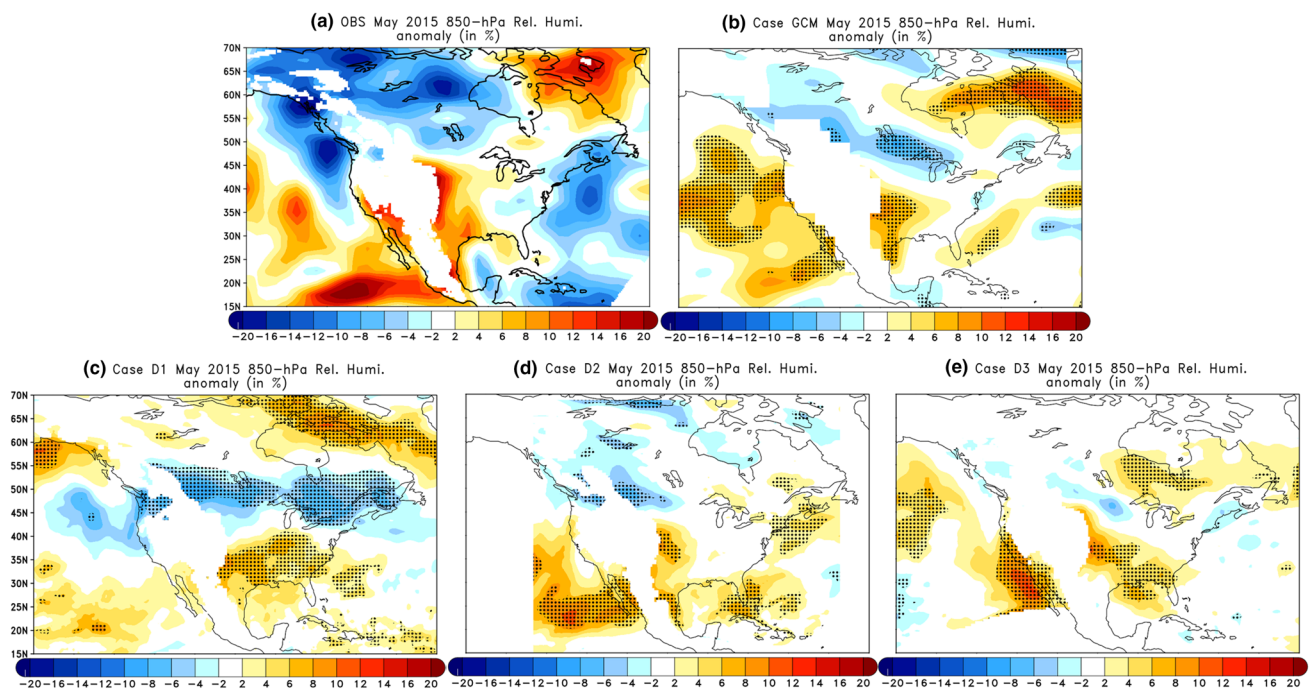 (a) OBS May 2015 850-hPa Rel. Humi.
anomaly (in %)
70N
65N
60N
55N
50N
45N
40N
35N
30N
25N
20N
15N
-20 -16 -14 -10 -8 -6 -4 -2 2 4 6 8 10 12 14 16 20
(b) Case GCM May 2015 850-hPa Rel. Humi.
anomaly (in %)
-20 -16 -14 -10 -8 -6 -4 -2 2 4 6 8 10 12 14 16 20
(c) Case D1 May 2015 850-hPa Rel. Humi.
anomaly (in %)
70N
65N
60N
55N
50N
45N
40N
35N
30N
25N
20N
15N
-20 -16 -14 -10 -8 -6 -4 -2 2 4 6 8 10 12 14 16 20
(d) Case D2 May 2015 850-hPa Rel. Humi.
anomaly (in %)
-20 -16 -14 -10 -8 -6 -4 -2 2 4 6 8 10 12 14 16 20
(e) Case D3 May 2015 850-hPa Rel. Humi.
anomaly (in %)
-20 -16 -14 -10 -8 -6 -4 -2 2 4 6 8 10 12 14 16 20